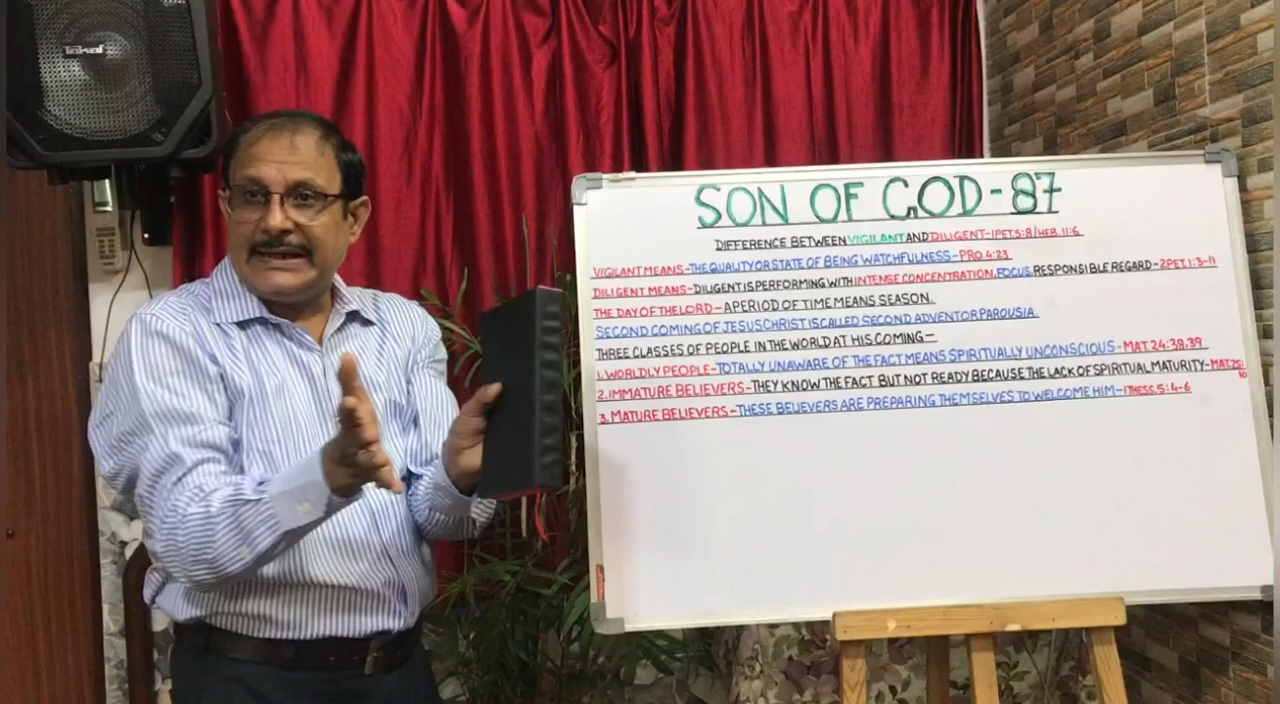 SON OF GOD-87
DIFFERENCE BETWEEN VIGILANT AND DILIGENT-1PET.5:8/HEB.11:6
VIGILANT MEANS-THE QUALITY OR STATE OF BEING WATCHFULNESS-PRO.4:23
DILIGENT MEANS-DILIGENT IS PERFORMING WITH INTENSE CONCENTRATION, FOCUS, RESPONSIBLE REGARD-2PET.1:3-11
THE DAY OF THE LORD-A PERIOD OF TIME MEANS SEASON.
SECOND COMING OF JESUS CHRIST IS CALLED SECOND ADVENT OR PAROUSIA.
THREE CLASSES OF PEOPLE IN THE WORLD AT HIS COMING-
1.WORLDLY PEOPLE-TOTALLY UNAWARE OF THE FACT MEANS SPIRITUALLY UNCONSCIOUS-MAT.24:38,39
2.IMMATURE BELIEVERS-THEY KNOW THE FACT BUT NOT READY BECAUSE THE LACK OF SPIRITUAL MATURITY-MAT.25:10
3.MATURE BELIEVERS-THESE BELIEVERS ARE PREPARING THEMSELVES TO WELCOME HIM-1THESS.5:4-6